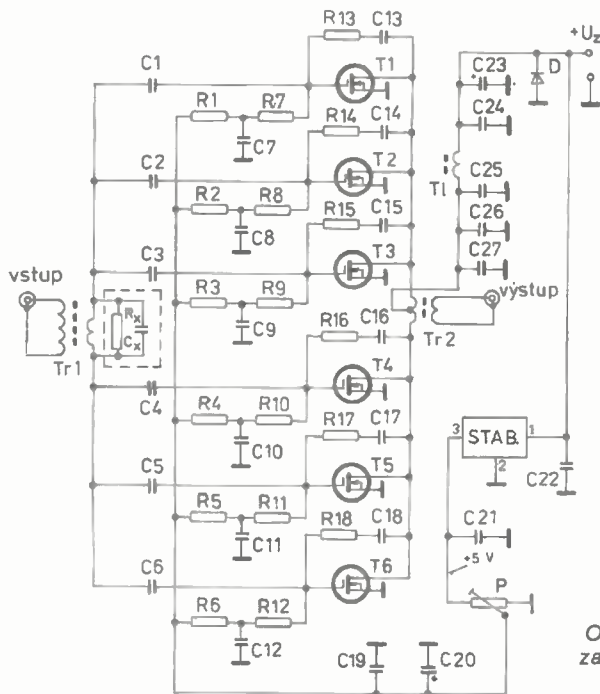 R13 C13
+Uz
C1
T1
C23 D
R1 R7
C7
R14 C14
C24
C2
T2
Tl
C25
R2 R8
C8
R15 C15
C26
C3
T3
C27
vstup
R3 R9
C9
výstup
Rx
Cx
Tr1
R16 C16
Tr2
C4
T4
3 STAB. 1
2
R4 R10
C10
R17 C17
C22
C5
T5
C21
R5 R11
C11
R18 C18
+5 V
C6
T6
P
R6 R12
C12
C19 C20
O
za